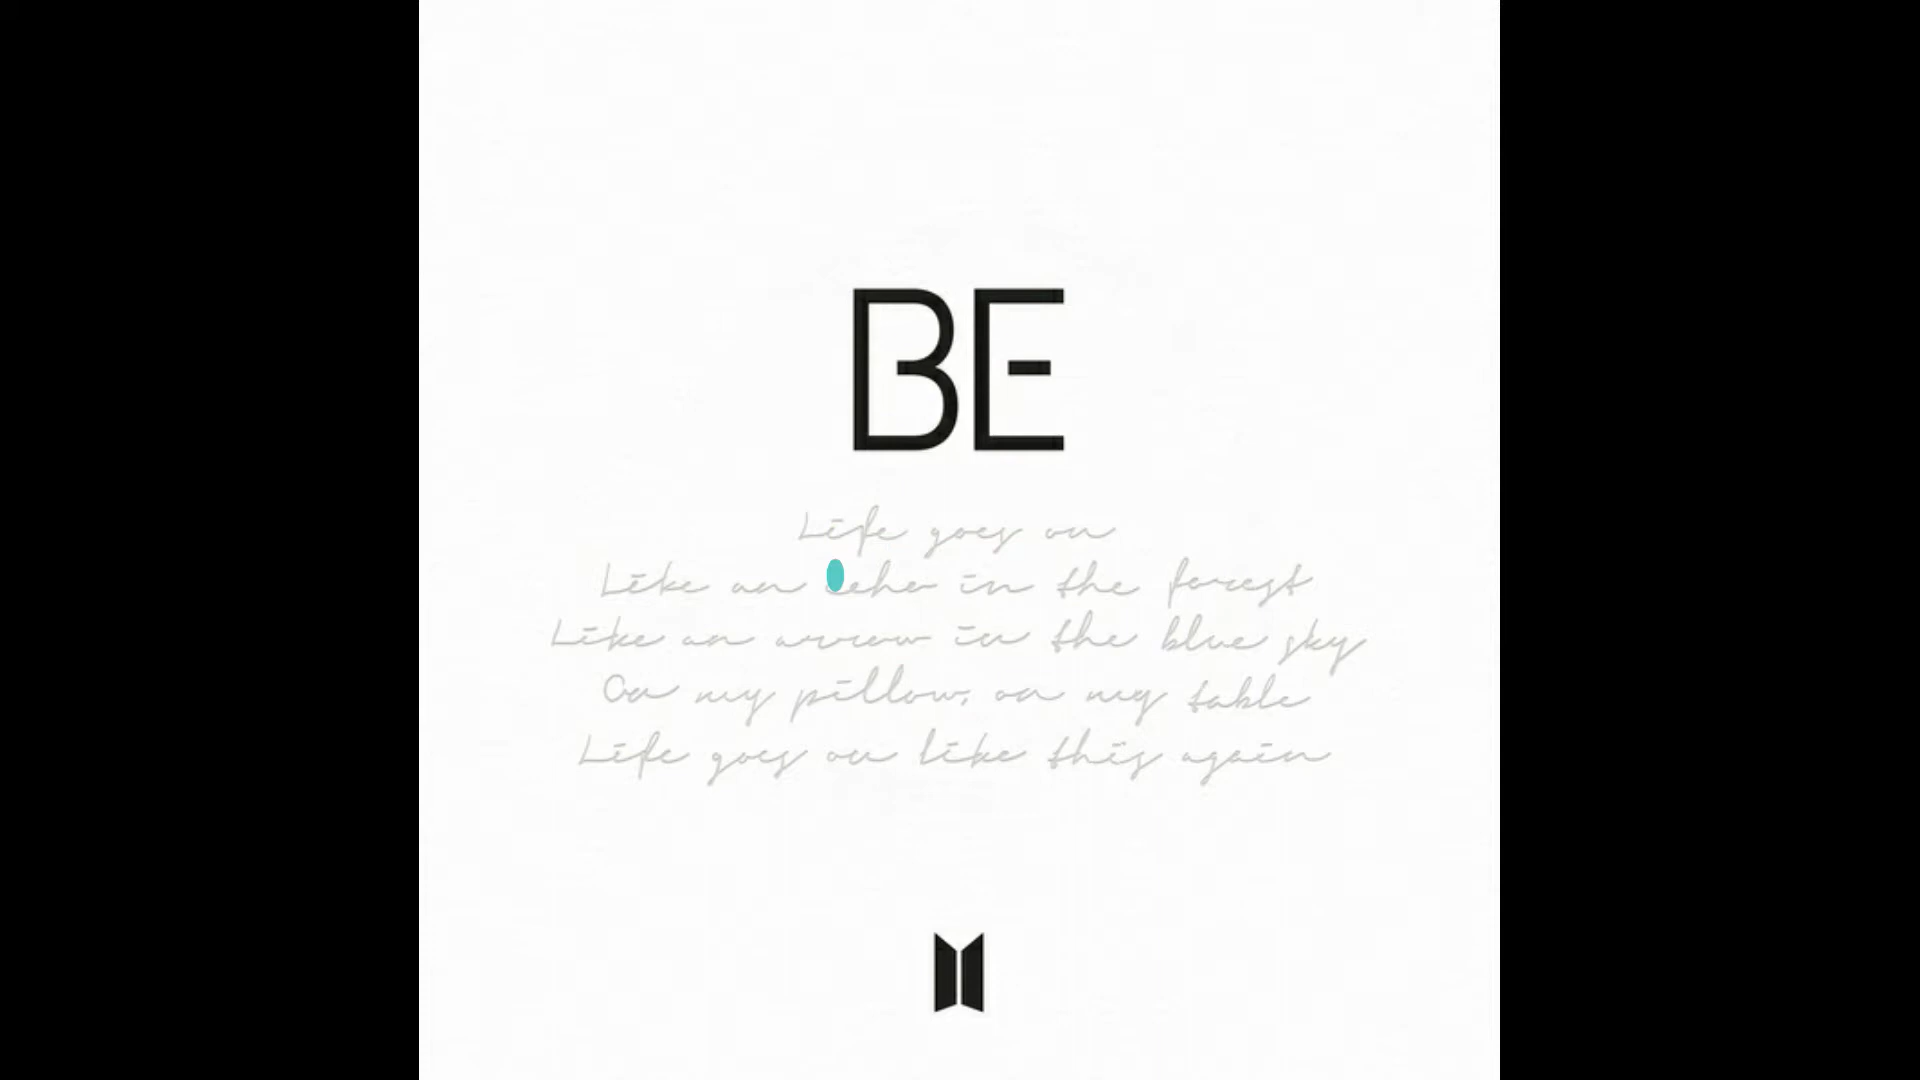 BE
Life goes on
Like an echo in the forest
Like an arrow in the blue sky
On my pillow, on my table
Life goes on like this again